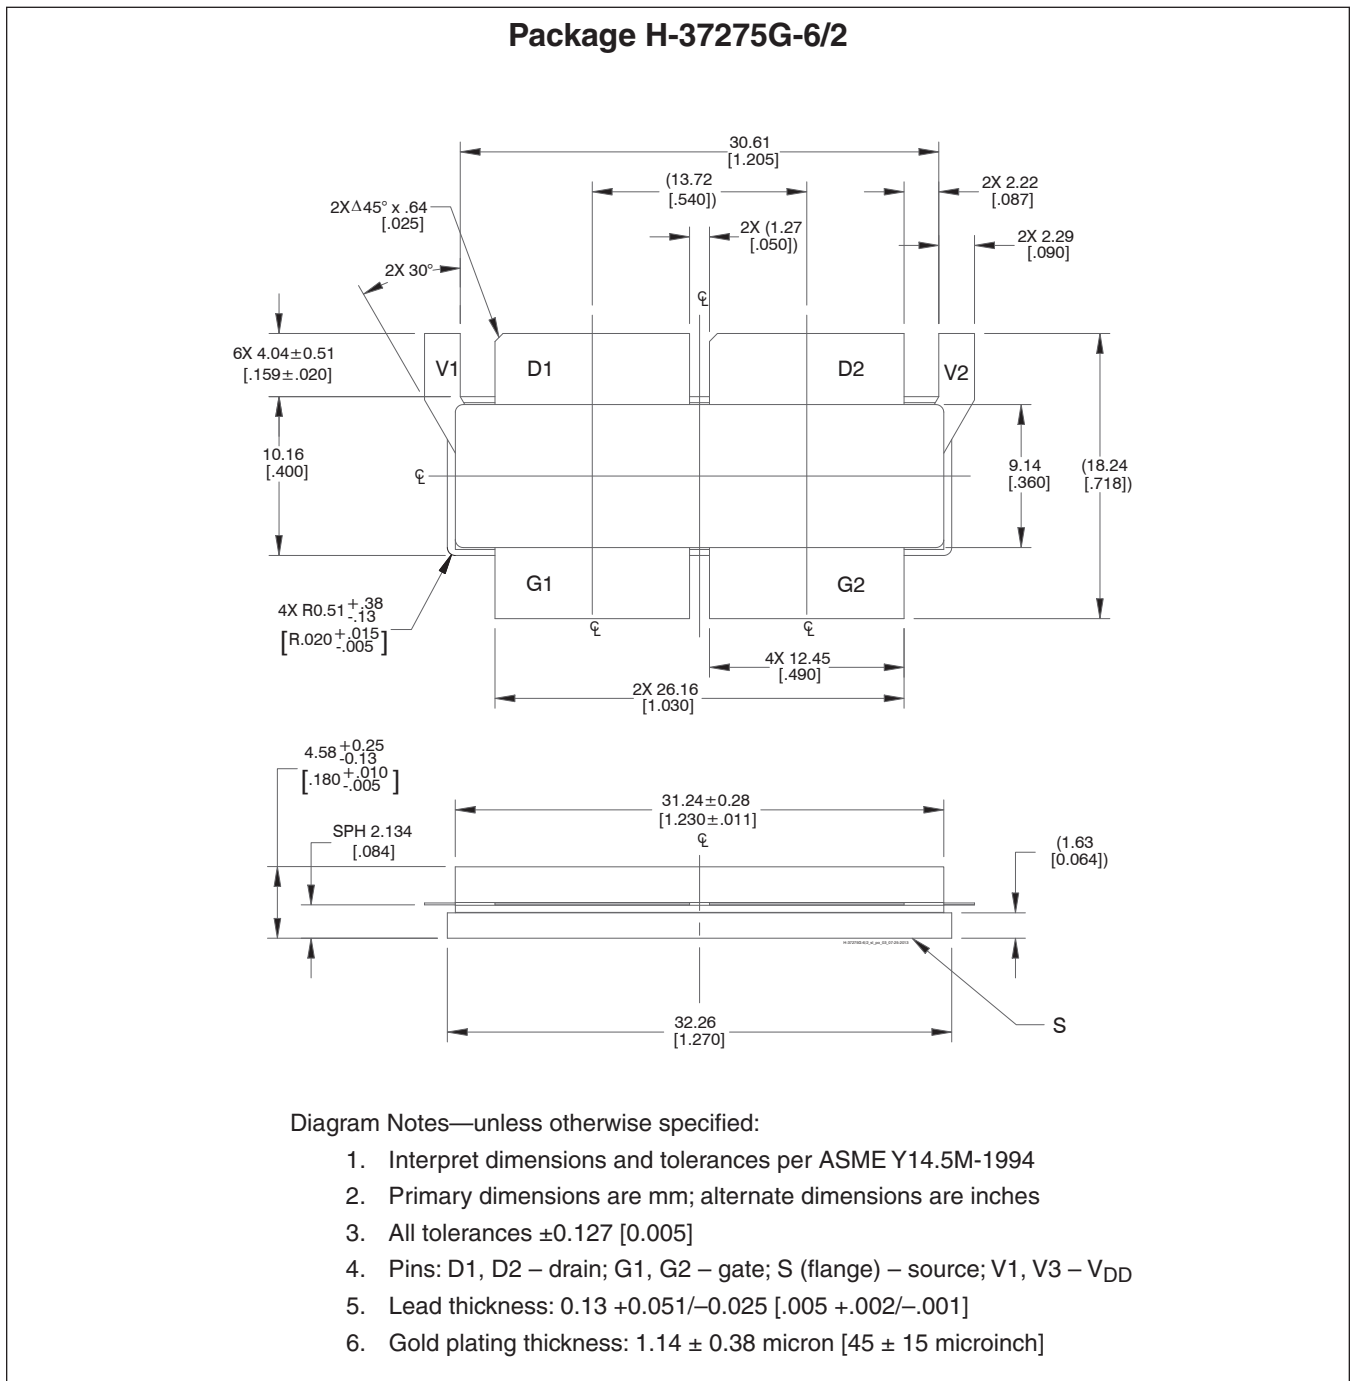 Package H-37275G-6/2
30.61
[1.205]
(13.72
[.540])
2X 2.22
[.087]
2X∆45° x .64
[.025]
2X (1.27
[.050])
2X 2.29
[.090]
2X 30°
℄
6X 4.04±0.51
[.159±.020]
V1
D1
D2
V2
10.16
[.400]
℄
9.14
[.360]
(18.24
[.718])
G1
G2
4X R0.51 +.38
-.13
[R.020 +.015
-.005 ]
℄
℄
4X 12.45
[.490]
2X 26.16
[1.030]
4.58 +0.25
-0.13
[.180 +.010
-.005 ]
31.24±0.28
[1.230±.011]
℄
SPH 2.134
[.084]
(1.63
[0.064])
32.26
[1.270]
S
Diagram Notes—unless otherwise specified:
1. Interpret dimensions and tolerances per ASME Y14.5M-1994
2. Primary dimensions are mm; alternate dimensions are inches
3. All tolerances ±0.127 [0.005]
4. Pins: D1, D2 – drain; G1, G2 – gate; S (flange) – source; V1, V3 – VDD
5. Lead thickness: 0.13 +0.051/–0.025 [.005 +.002/–.001]
6. Gold plating thickness: 1.14 ± 0.38 micron [45 ± 15 microinch]